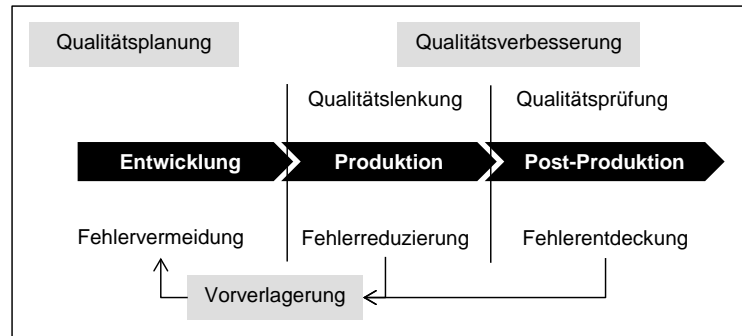 Qualitätsplanung
Qualitätsverbesserung
Qualitätslenkung
Qualitätsprüfung
Entwicklung
Produktion
Post-Produktion
Fehlervermeidung
Fehlerreduzierung
Fehlerentdeckung
Vorverlagerung